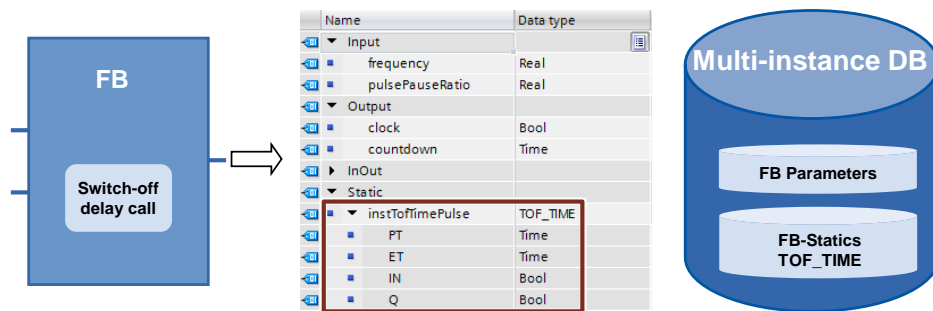 FB
Switch-off
delay call
Name Data type
Input
frequency Real
pulsePauseRatio Real
Output
clock Bool
countdown Time
InOut
Static
instTofTimePulse TOF_TIME
PT Time
ET Time
IN Bool
Q Bool
Multi-instance DB
FB Parameters
FB-Statics
TOF_TIME